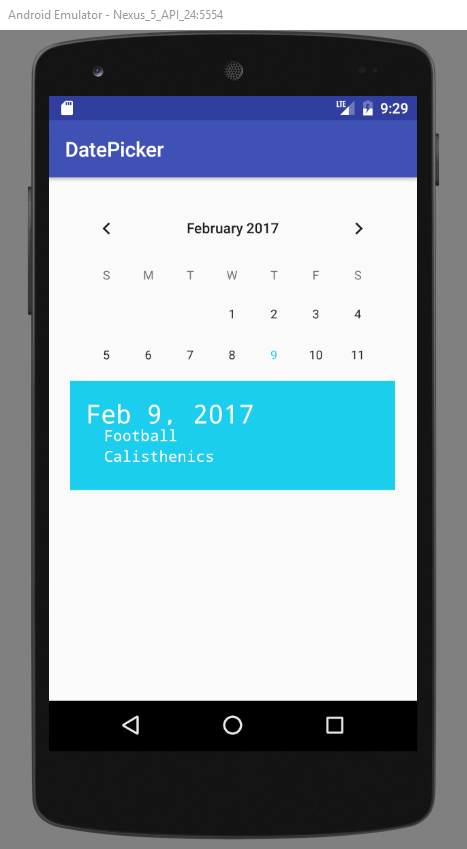 Android Emulator - Nexus_5_API_24:5554
LTE 9:29
DatePicker
February 2017
S M T W T F S
1 2 3 4
5 6 7 8 9 10 11
Feb 9, 2017
Football
Calisthenics